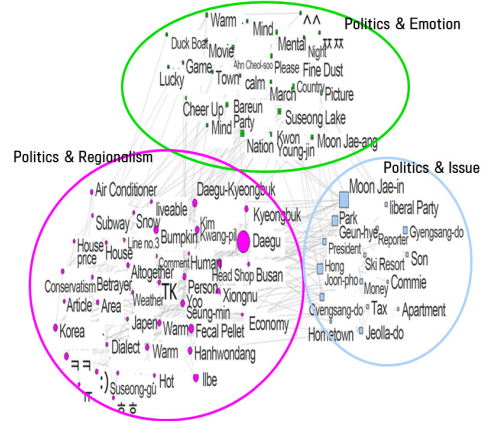 Politics & Emotion
Warm
^^
Mind
Duck Boat
Movie
Mental
Night
ㅠㅠ
Ahn Cheol-soo
Please
Fine Dust
Game
Lucky
Town
calm
March
Country
Picture
Cheer Up
Bareun Party
Suseong Lake
Mind
Nation
Kwon Young-jin
Moon Jae-ang
Politics & Regionalism
Air Conditioner
Daegu-Kyeongbuk
liveable
Kyeongbuk
Subway
Snow
Bumpkin
Kim Kwang-pil
Daegu
House price
House
Line no.3
Comment
Human
Altogether
Head Shop
Busan
Conservatism
Betrayer
TK
Person
Xiongnu
Article
Area
Weather
Yoo Seung-min
Korea
Japen
Warm
Fecal Pellet
Economy
Dialect
Warm
Hanhwondang
ㅋㅋ
:)
Suseong-gu
Hot
Ilbe
ㅠ
ㅎㅎ
Politics & Issue
Moon Jae-in
liberal Party
Park Geun-hye
Reporter
Gyengsang-do
President
Ski Resort
Son
Hong Joon-pho
Money
Commie
Gyengsang-do
Tax
Apartment
Hometown
Jeolla-do